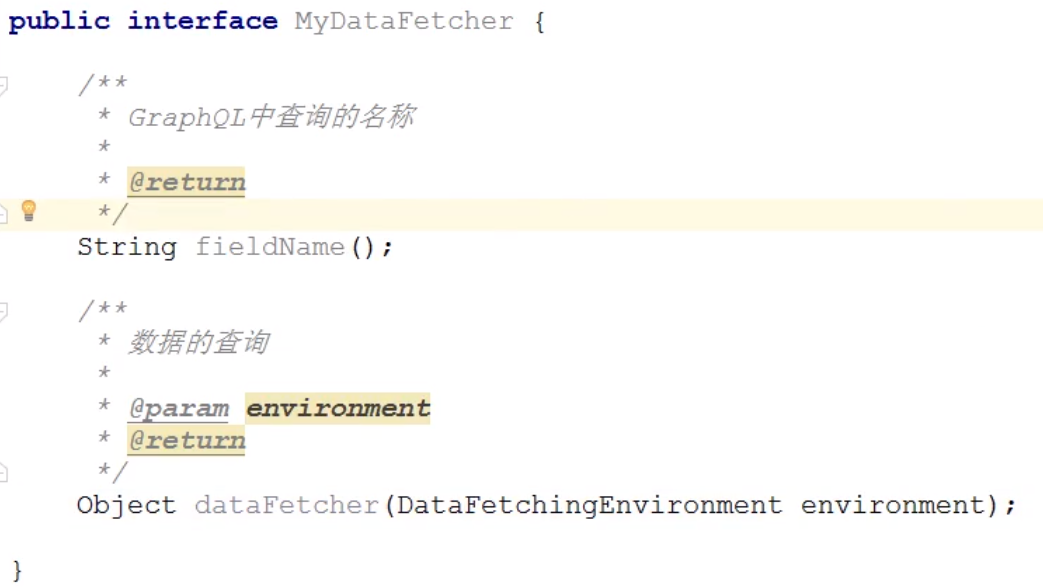 public interface MyDataFetcher {
/**
* GraphQL中查询的名称
*
* @return
*/
String fieldName();
/**
* 数据的查询
*
* @param environment
* @return
*/
Object dataFetcher(DataFetchingEnvironment environment);
}